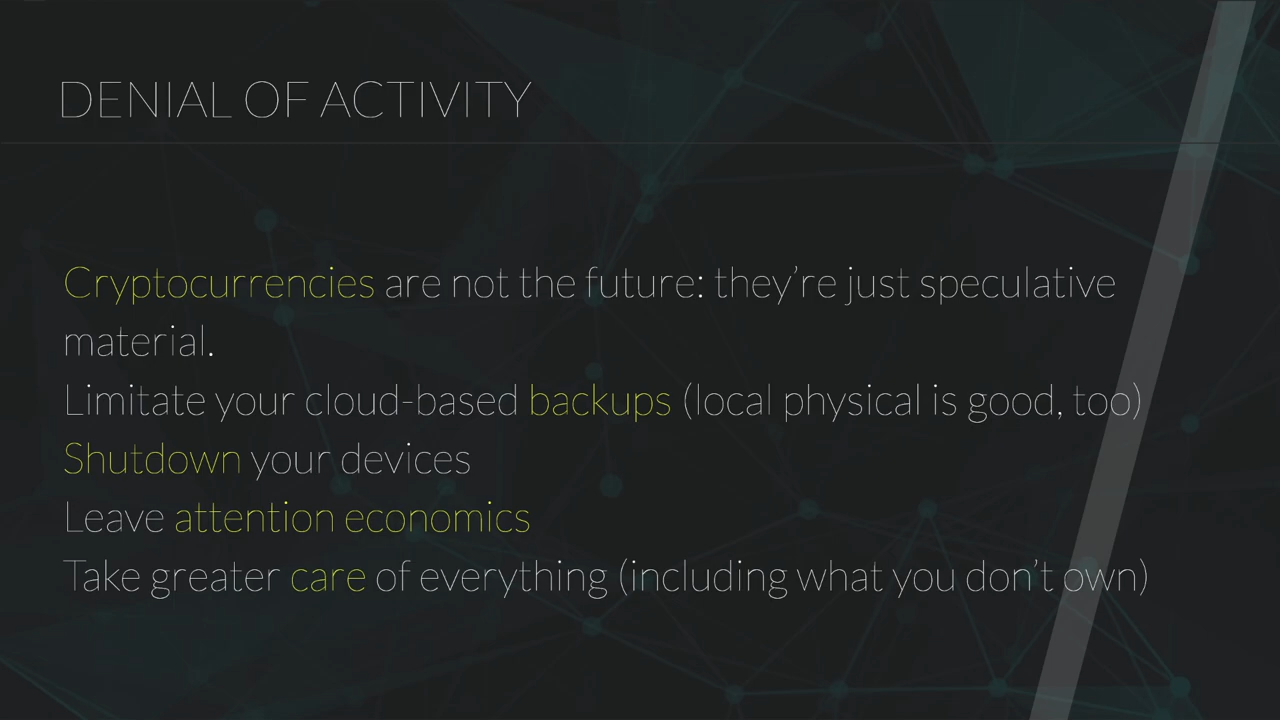 DENIAL OF ACTIVITY
Cryptocurrencies are not the future: they’re just speculative
material.
Limitate your cloud-based backups (local physical is good, too)
Shutdown your devices
Leave attention economics
Take greater care of everything (including what you don’t own)